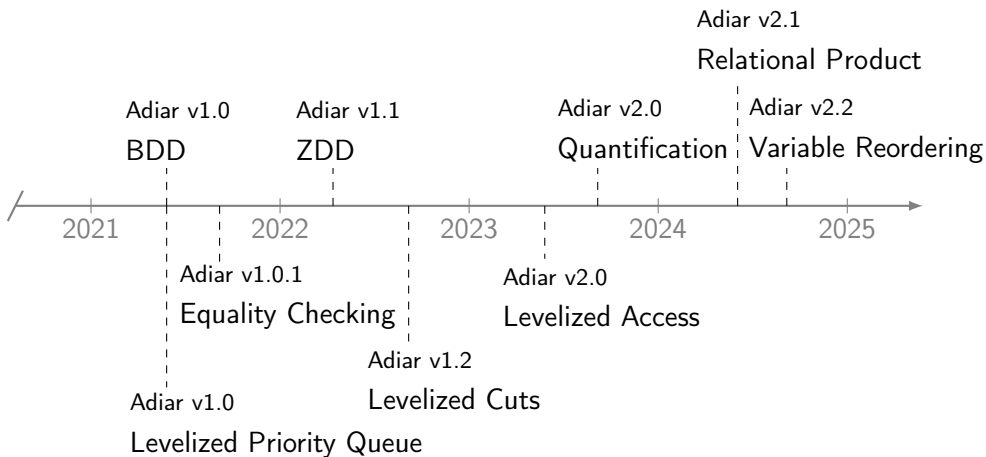 Adiar v2.1
Relational Product
Adiar v1.0
BDD
Adiar v1.1
ZDD
Adiar v2.0
Quantification
Adiar v2.2
Variable Reordering
2021
2022
2023
2024
2025
Adiar v1.0.1
Equality Checking
Adiar v2.0
Levelized Access
Adiar v1.2
Levelized Cuts
Adiar v1.0
Levelized Priority Queue